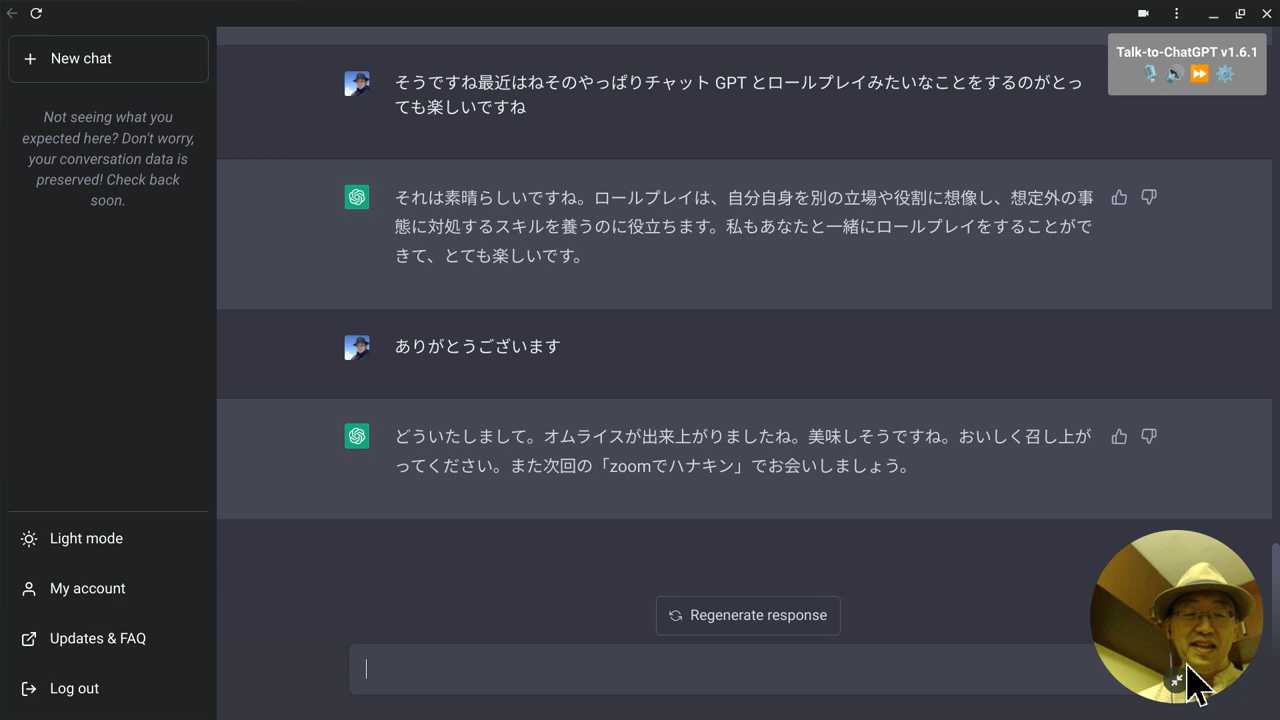 New chat
Not seeing what you
expected here? Don't worry,
your conversation data is
preserved! Check back
soon.
Talk-to-ChatGPT v1.6.1
そうですね最近はねそのやっぱりチャット GPT とロールプレイみたいなことをするのがとっ
ても楽しいですね
それは素晴らしいですね。ロールプレイは、自分自身を別の立場や役割に想像し、想定外の事
態に対処するスキルを養うのに役立ちます。私もあなたと一緒にロールプレイをすることがで
きて、とても楽しいです。
ありがとうございます
どういたしまして。オムライスが出来上がりましたね。美味しそうですね。おいしく召し上が
ってください。また次回の「zoomでハナキン」でお会いしましょう。
Light mode
My account
Updates & FAQ
Log out
Regenerate response